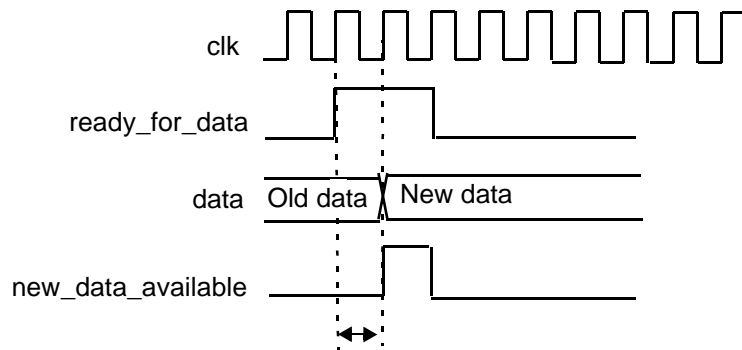 clk
ready_for_data
data Old data New data
new_data_available